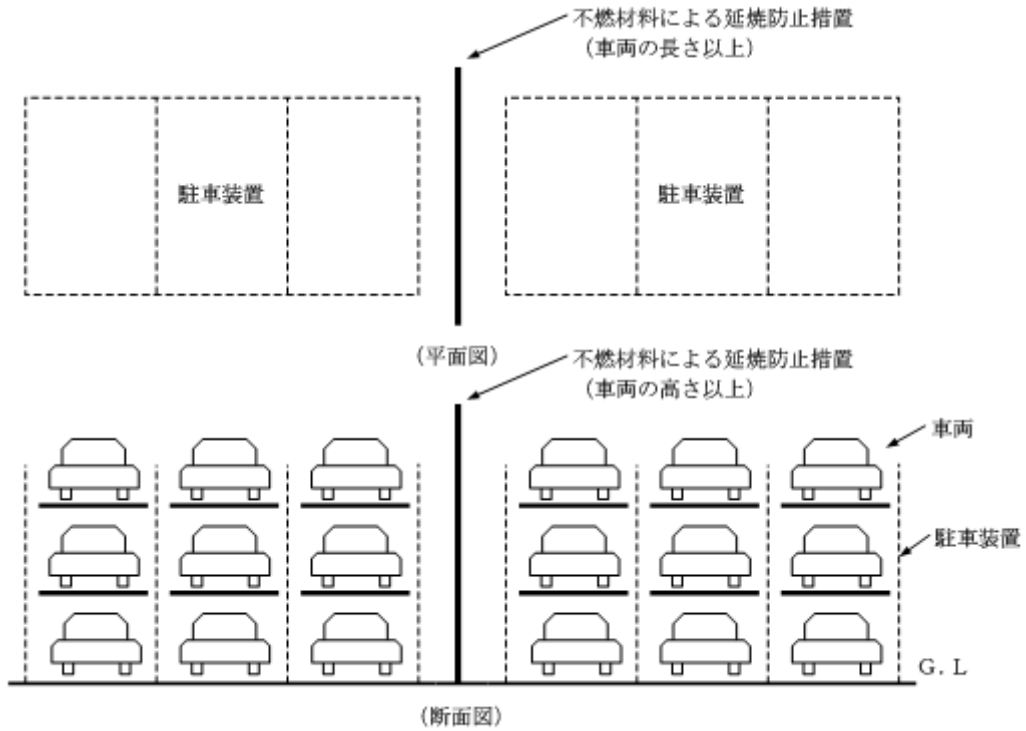 不燃材料による延焼防止措置
（車両の長さ以上）
駐車装置
駐車装置
（平面図）
不燃材料による延焼防止措置
（車両の高さ以上）
車両
駐車装置
G．L
（断面図）